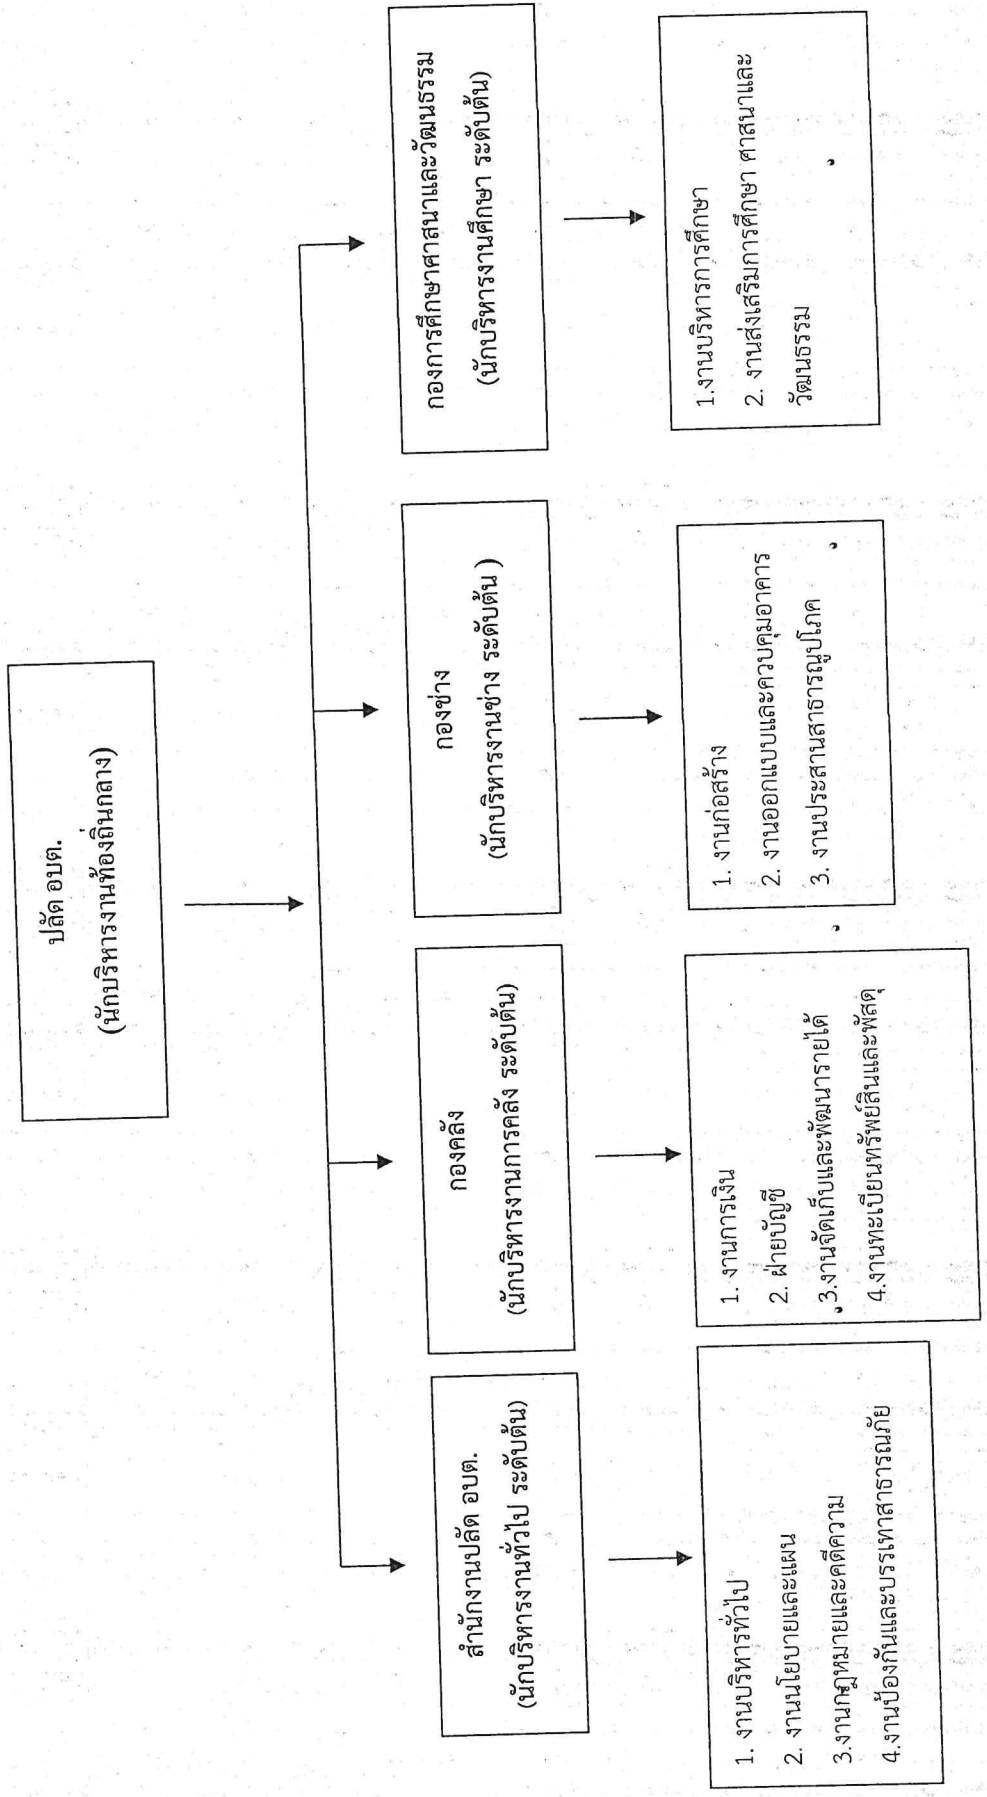 ปลัด อบต.
(นักบริหารงานท้องถิ่นกลาง)
สำนักงานปลัด อบต.
(นักบริหารงานทั่วไป ระดับต้น)
กองคลัง
(นักบริหารงานการคลัง ระดับต้น)
กองช่าง
(นักบริหารงานช่าง ระดับต้น )
กองการศึกษาศาสนาและวัฒนธรรม
(นักบริหารงานศึกษา ระดับต้น)
1. งานบริหารทั่วไป
2. งานนโยบายและแผน
3.งานกฎหมายและคดีความ
4.งานป้องกันและบรรเทาสาธารณภัย
1. งานการเงิน
2. ฝ่ายบัญชี
3.งานจัดเก็บและพัฒนารายได้
4.งานทะเบียนทรัพย์สินและพัสดุ
1. งานก่อสร้าง
2. งานออกแบบและควบคุมอาคาร
3. งานประสานสาธารณูปโภค
1.งานบริหารการศึกษา
2. งานส่งเสริมการศึกษา ศาสนาและ
วัฒนธรรม